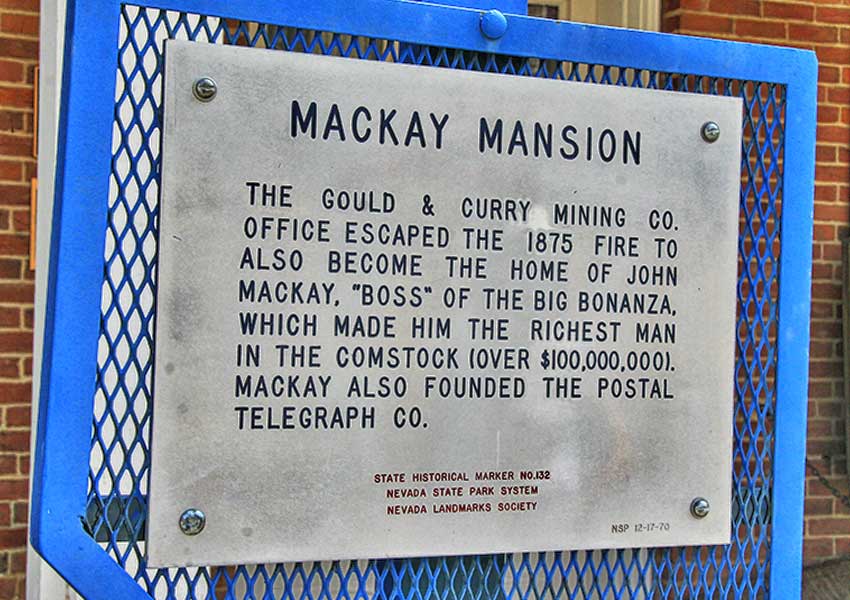 MACKAY MANSION
THE GOULD & CURRY MINING CO.
OFFICE ESCAPED THE 1875 FIRE TO
ALSO BECOME THE HOME OF JOHN
MACKAY, "BOSS" OF THE BIG BONANZA,
WHICH MADE HIM THE RICHEST MAN
IN THE COMSTOCK (OVER $100,000,000).
MACKAY ALSO FOUNDED THE POSTAL
TELEGRAPH CO.
STATE HISTORICAL MARKER NO.132
NEVADA STATE PARK SYSTEM
NEVADA LANDMARKS SOCIETY
NSP 12-17-70